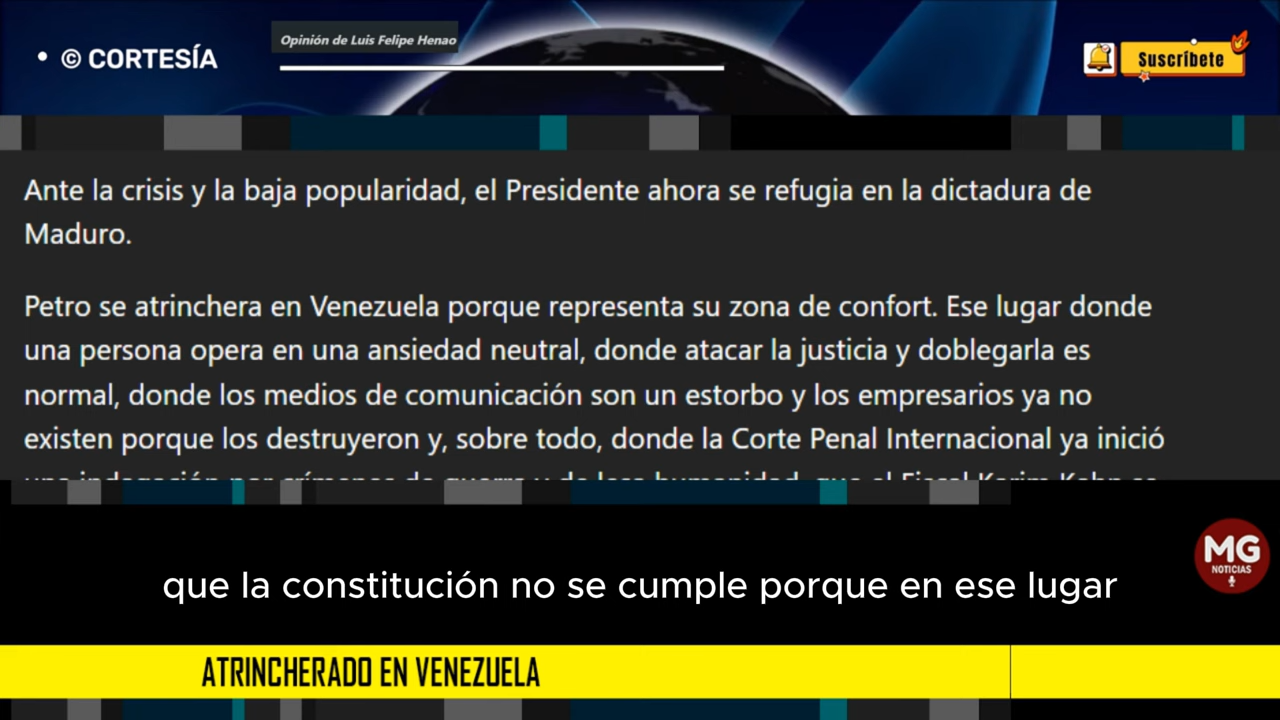 • © CORTESÍA
Opinión de Luis Felipe Henao
Suscríbete
Ante la crisis y la baja popularidad, el Presidente ahora se refugia en la dictadura de
Maduro.
Petro se atrinchera en Venezuela porque representa su zona de confort. Ese lugar donde
una persona opera en una ansiedad neutral, donde atacar la justicia y doblegarla es
normal, donde los medios de comunicación son un estorbo y los empresarios ya no
existen porque los destruyeron y, sobre todo, donde la Corte Penal Internacional ya inició
MG
NOTICIAS
que la constitución no se cumple porque en ese lugar
ATRINCHERADO EN VENEZUELA